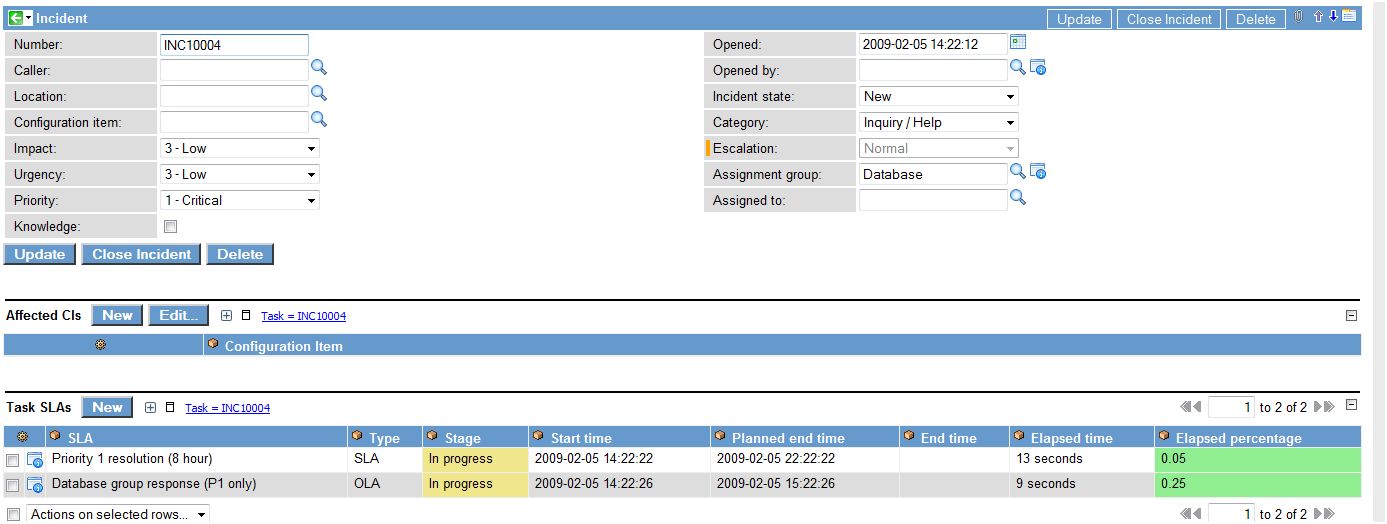 Incident Update Close Incident Delete
Number: INC10004 Opened: 2009-02-05 14:22:12
Caller: Opened by:
Location: Incident state: New
Configuration item: Category: Inquiry / Help
Impact: 3 - Low Escalation: Normal
Urgency: 3 - Low Assignment group: Database
Priority: 1 - Critical Assigned to:
Knowledge:
Update Close Incident Delete
Affected CIs New Edit... Task = INC10004
Configuration Item
Task SLAs New Task = INC10004 1 to 2 of 2
SLA Type Stage Start time Planned end time End time Elapsed time Elapsed percentage
Priority 1 resolution (8 hour) SLA In progress 2009-02-05 14:22:22 2009-02-05 22:22:22 13 seconds 0.05
Database group response (P1 only) OLA In progress 2009-02-05 14:22:26 2009-02-05 15:22:26 9 seconds 0.25
Actions on selected rows... 1 to 2 of 2